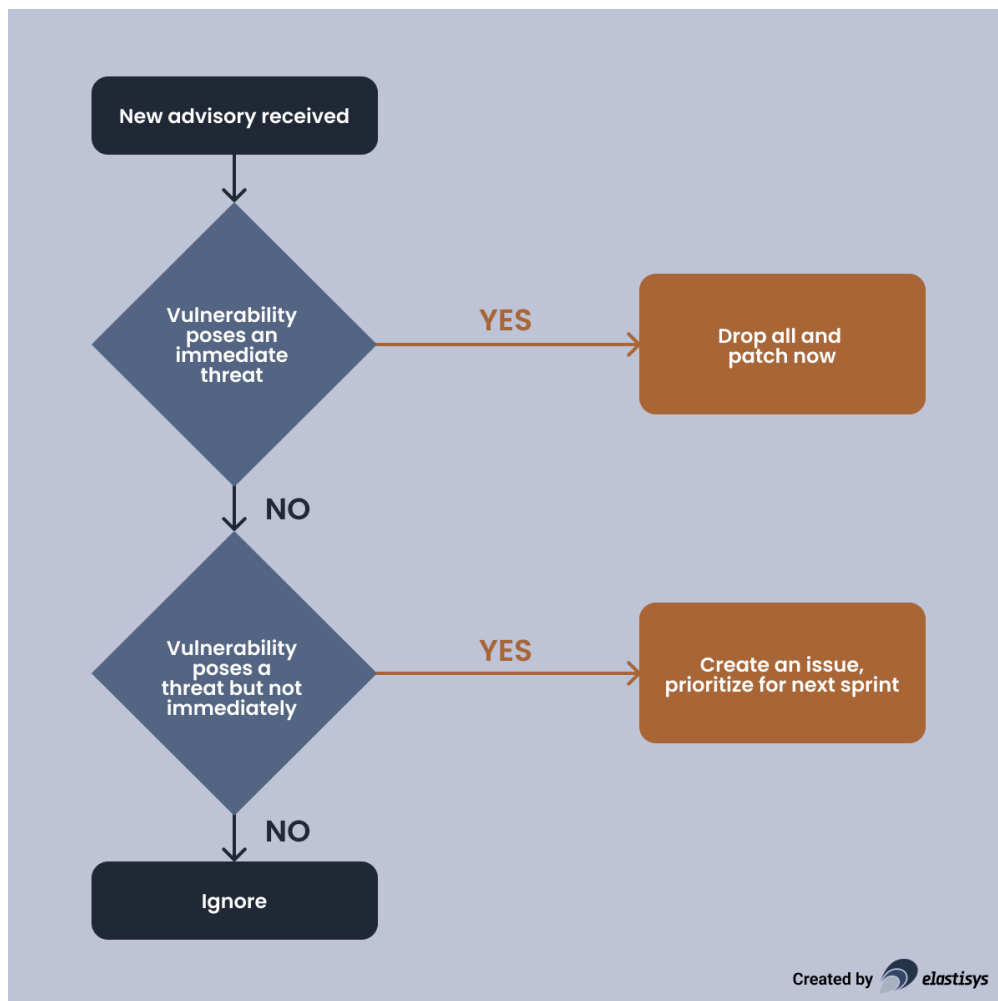 New advisory received
Vulnerability
poses an
immediate
threat
YES
Drop all and
patch now
NO
Vulnerability
poses a
threat but not
immediately
YES
Create an issue,
prioritize for next sprint
NO
Ignore
Created by elastisys